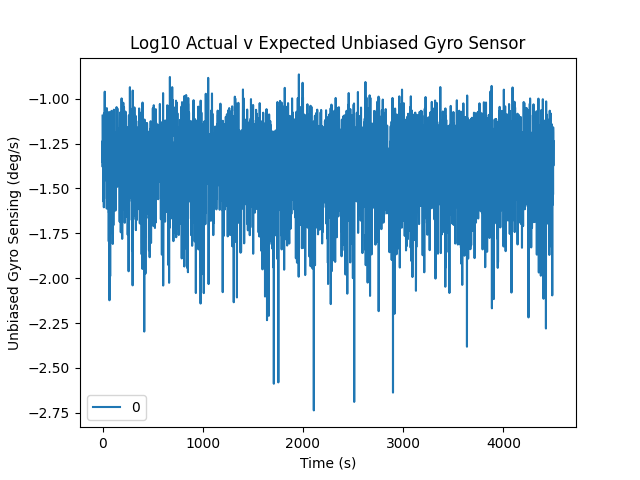 Log10 Actual v Expected Unbiased Gyro Sensor
Unbiased Gyro Sensing (deg/s)
−1.00
−1.25
−1.50
−1.75
−2.00
−2.25
−2.50
−2.75
0
0 1000 2000 3000 4000
Time (s)